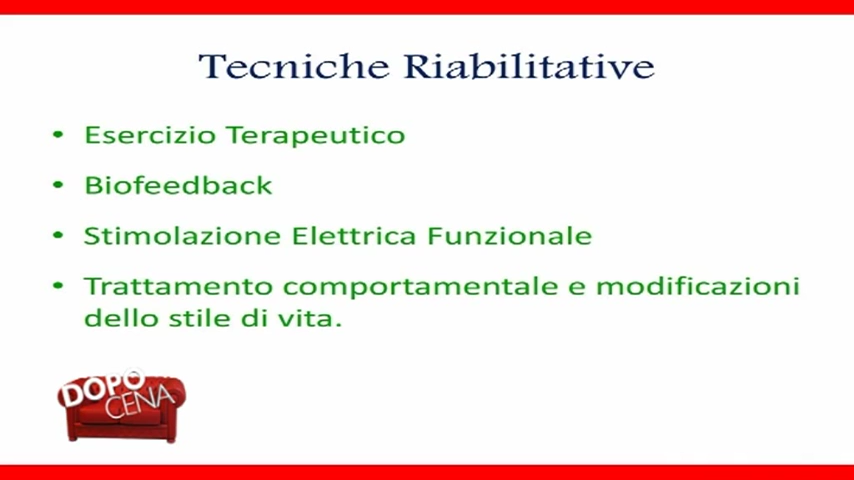 Tecniche Riabilitative
• Esercizio Terapeutico
• Biofeedback
• Stimolazione Elettrica Funzionale
• Trattamento comportamentale e modificazioni
dello stile di vita.
DOPO
CENA